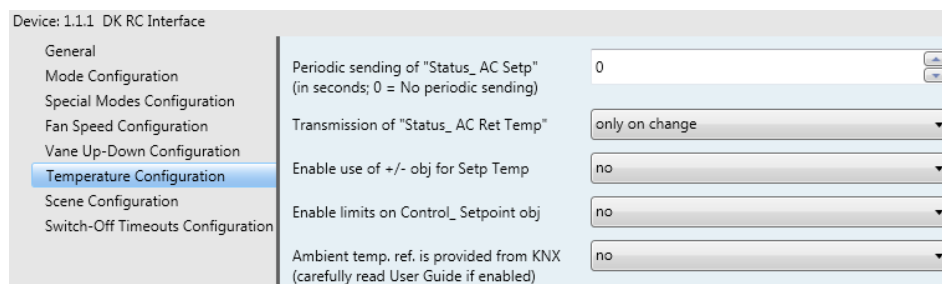 Device: 1.1.1 DK RC Interface
General
Mode Configuration
Special Modes Configuration
Fan Speed Configuration
Vane Up-Down Configuration
Temperature Configuration
Scene Configuration
Switch-Off Timeouts Configuration
Periodic sending of "Status_ AC Setp"
(in seconds; 0 = No periodic sending)
0
Transmission of "Status_ AC Ret Temp"
only on change
Enable use of +/- obj for Setp Temp
no
Enable limits on Control_ Setpoint obj
no
Ambient temp. ref. is provided from KNX
(carefully read User Guide if enabled)
no